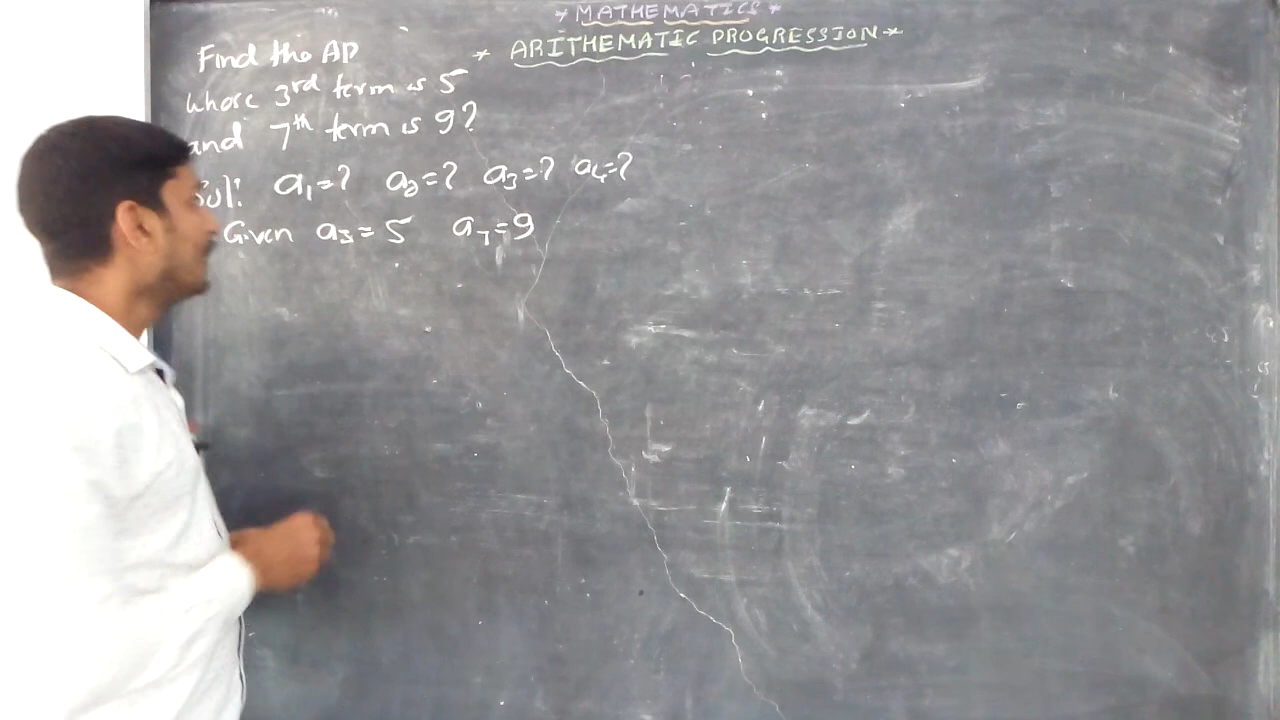 * MATHEMATICS *
* ARITHEMATIC PROGRESSION *
Find the AP
whose 3rd term is 5
and 7th term is 9?
Sol: a1=? a2=? a3=? a4=?
Given a3=5 a7=9